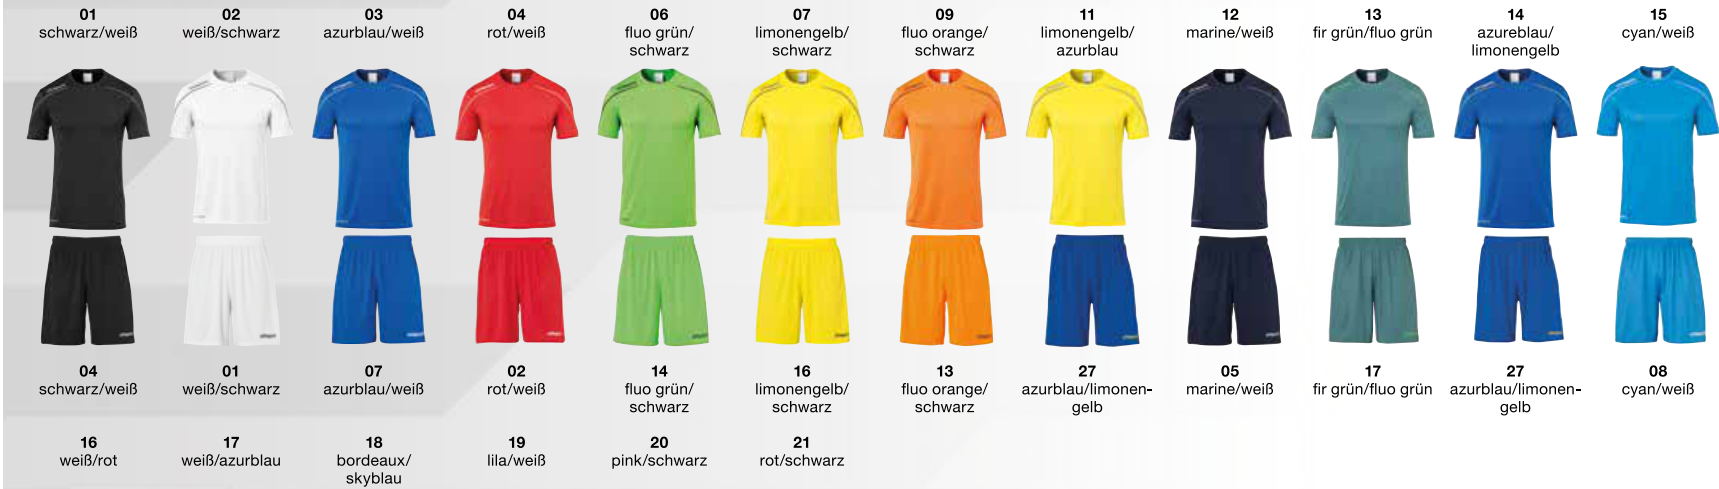 01
schwarz/weiß
02
weiß/schwarz
03
azurblau/weiß
04
rot/weiß
06
fluo grün/
schwarz
07
limonengelb/
schwarz
09
fluo orange/
schwarz
11
limonengelb/
azurblau
12
marine/weiß
13
fir grün/fluo grün
14
azureblau/
limonengelb
15
cyan/weiß
04
schwarz/weiß
01
weiß/schwarz
07
azurblau/weiß
02
rot/weiß
14
fluo grün/
schwarz
16
limonengelb/
schwarz
13
fluo orange/
schwarz
27
azurblau/limonen-
gelb
05
marine/weiß
17
fir grün/fluo grün
27
azurblau/limonen-
gelb
08
cyan/weiß
16
weiß/rot
17
weiß/azurblau
18
bordeaux/
skyblau
19
lila/weiß
20
pink/schwarz
21
rot/schwarz